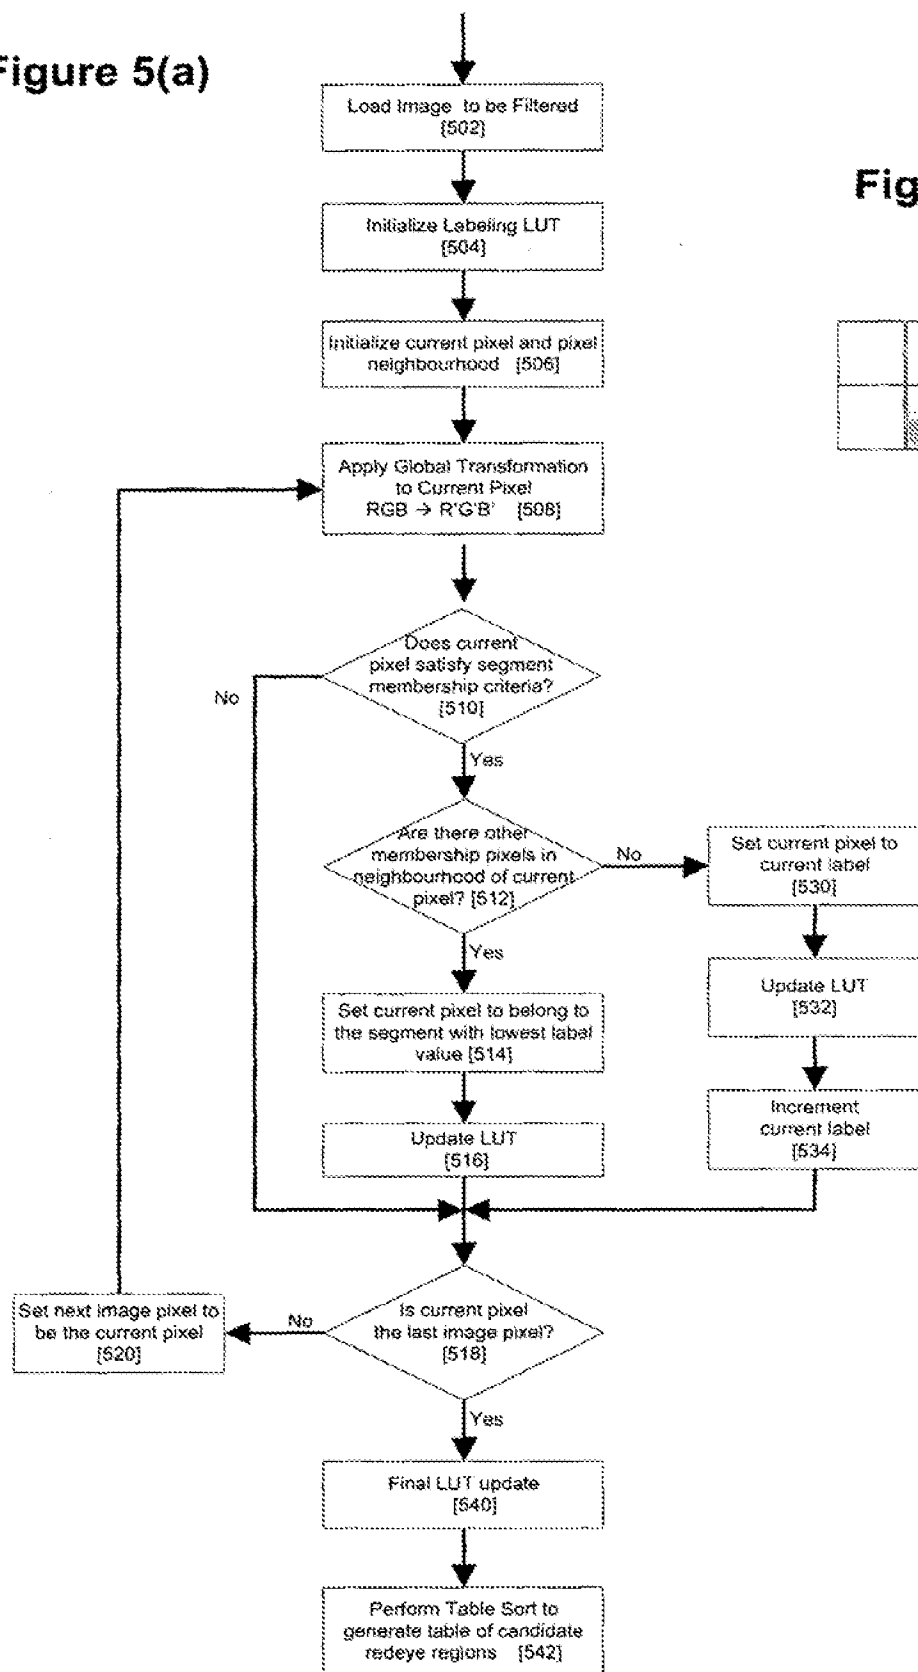 Figure 5(a)
Fig
Load Image to be Filtered
[502]
Initialize Labeling LUT
[504]
Initialize current pixel and pixel
neighbourhood [506]
Apply Global Transformation
to Current Pixel
RGB → R'G'B' [508]
Does current
pixel satisfy segment
membership criteria?
[510]
No
Yes
Are there other
membership pixels in
neighbourhood of current
pixel? [512]
No
Set current pixel to
current label
[530]
Yes
Update LUT
[532]
Set current pixel to belong to
the segment with lowest label
value [514]
Increment
current label
[534]
Update LUT
[516]
Is current pixel
the last image pixel?
[518]
No
Set next image pixel to
be the current pixel
[520]
Yes
Final LUT update
[540]
Perform Table Sort to
generate table of candidate
redeye regions [542]